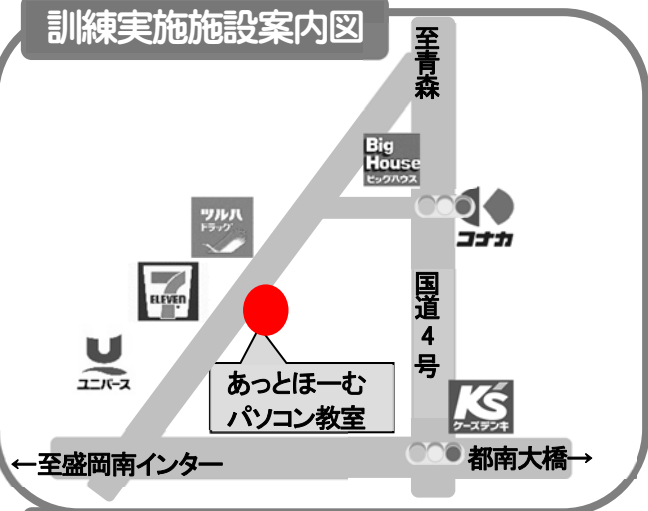 訓練実施施設案内図
至青森
Big
House
ビッグハウス
ツルハ
ドラッグ
コナカ
7
ELEVEN
国道4号
ユニバース
あっとほーむ
パソコン教室
K's
ケーズデンキ
←至盛岡南インター
都南大橋→